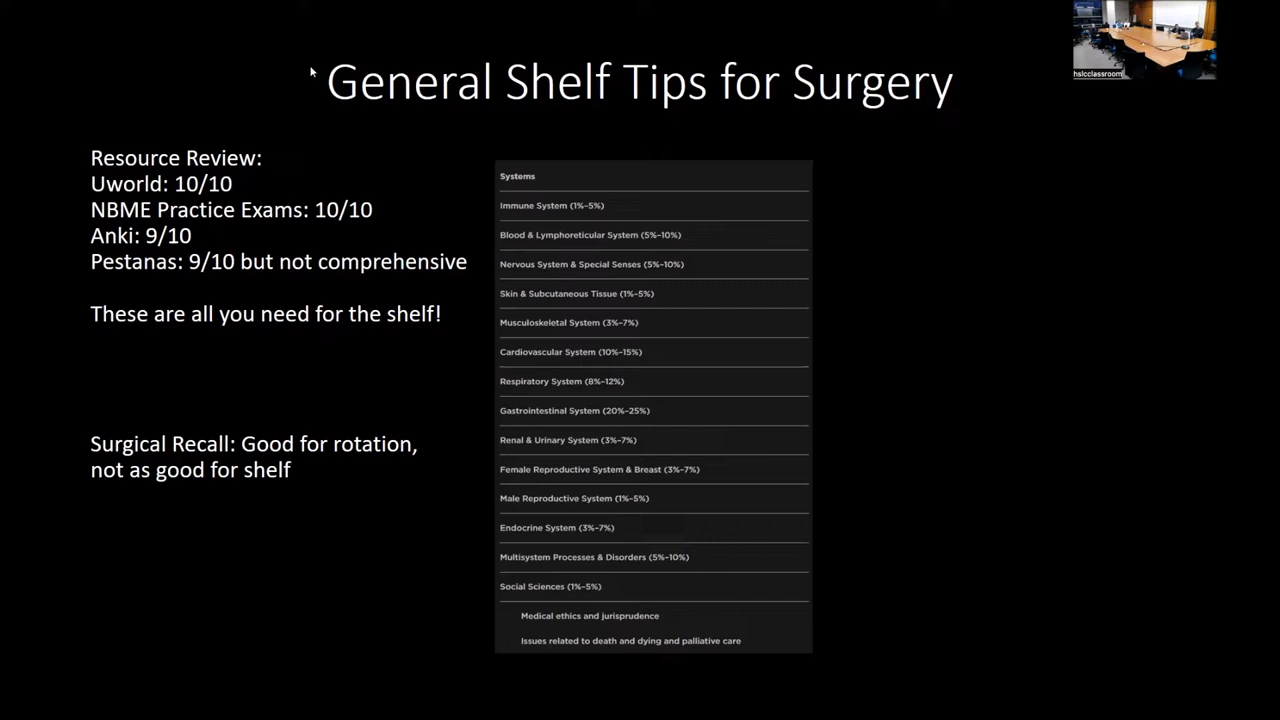 General Shelf Tips for Surgery
hslcclassroom
Resource Review:
Uworld: 10/10
NBME Practice Exams: 10/10
Anki: 9/10
Pestanas: 9/10 but not comprehensive
These are all you need for the shelf!
Surgical Recall: Good for rotation,
not as good for shelf
Systems
Immune System (1%–5%)
Blood & Lymphoreticular System (5%–10%)
Nervous System & Special Senses (5%–10%)
Skin & Subcutaneous Tissue (1%–5%)
Musculoskeletal System (3%–7%)
Cardiovascular System (10%–15%)
Respiratory System (8%–12%)
Gastrointestinal System (20%–25%)
Renal & Urinary System (3%–7%)
Female Reproductive System & Breast (3%–7%)
Male Reproductive System (1%–5%)
Endocrine System (3%–7%)
Multisystem Processes & Disorders (5%–10%)
Social Sciences (1%–5%)
Medical ethics and jurisprudence
Issues related to death and dying and palliative care